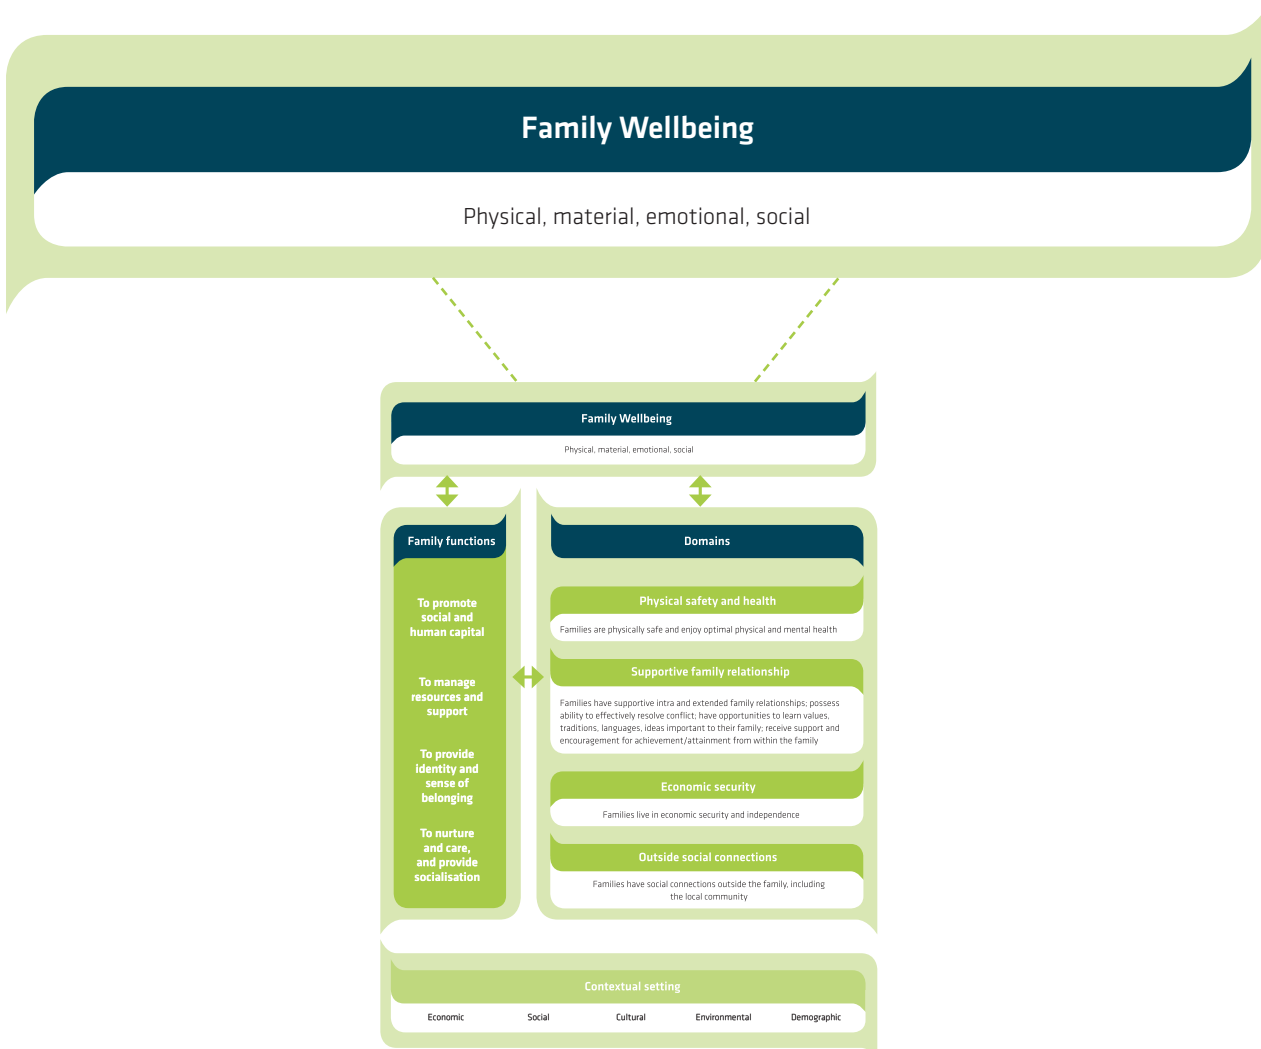 Family Wellbeing
Physical, material, emotional, social
Family Wellbeing
Physical, material, emotional, social
Family functions
To promote
social and
human capital
To manage
resources and
support
To provide
identity and
sense of
belonging
To nurture
and care,
and provide
socialisation
Domains
Physical safety and health
Families are physically safe and enjoy optimal physical and mental health
Supportive family relationship
Families have supportive intra and extended family relationships; possess
ability to effectively resolve conflict; have opportunities to learn values,
traditions, languages, ideas important to their family; receive support and
encouragement for achievement/attainment from within the family
Economic security
Families live in economic security and independence
Outside social connections
Families have social connections outside the family, including
the local community
Contextual setting
Economic Social Cultural Environmental Demographic